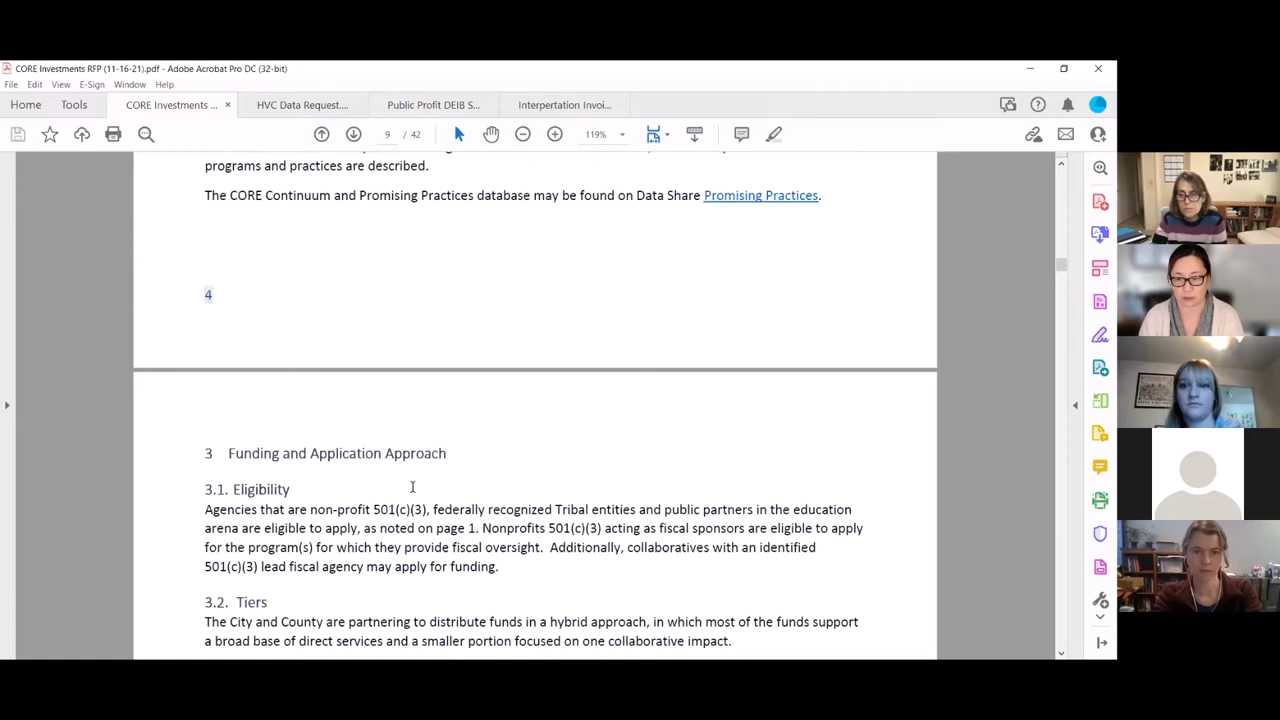 CORE Investments RFP (11-16-21).pdf - Adobe Acrobat Pro DC (32-bit)
File Edit View E-Sign Window Help
Home Tools CORE Investments ... × HVC Data Request.... Public Profit DEIB S... Interpertation Invoi...
9 / 42 119%
programs and practices are described.
The CORE Continuum and Promising Practices database may be found on Data Share Promising Practices.
4
3 Funding and Application Approach
3.1. Eligibility
Agencies that are non-profit 501(c)(3), federally recognized Tribal entities and public partners in the education
arena are eligible to apply, as noted on page 1. Nonprofits 501(c)(3) acting as fiscal sponsors are eligible to apply
for the program(s) for which they provide fiscal oversight. Additionally, collaboratives with an identified
501(c)(3) lead fiscal agency may apply for funding.
3.2. Tiers
The City and County are partnering to distribute funds in a hybrid approach, in which most of the funds support
a broad base of direct services and a smaller portion focused on one collaborative impact.